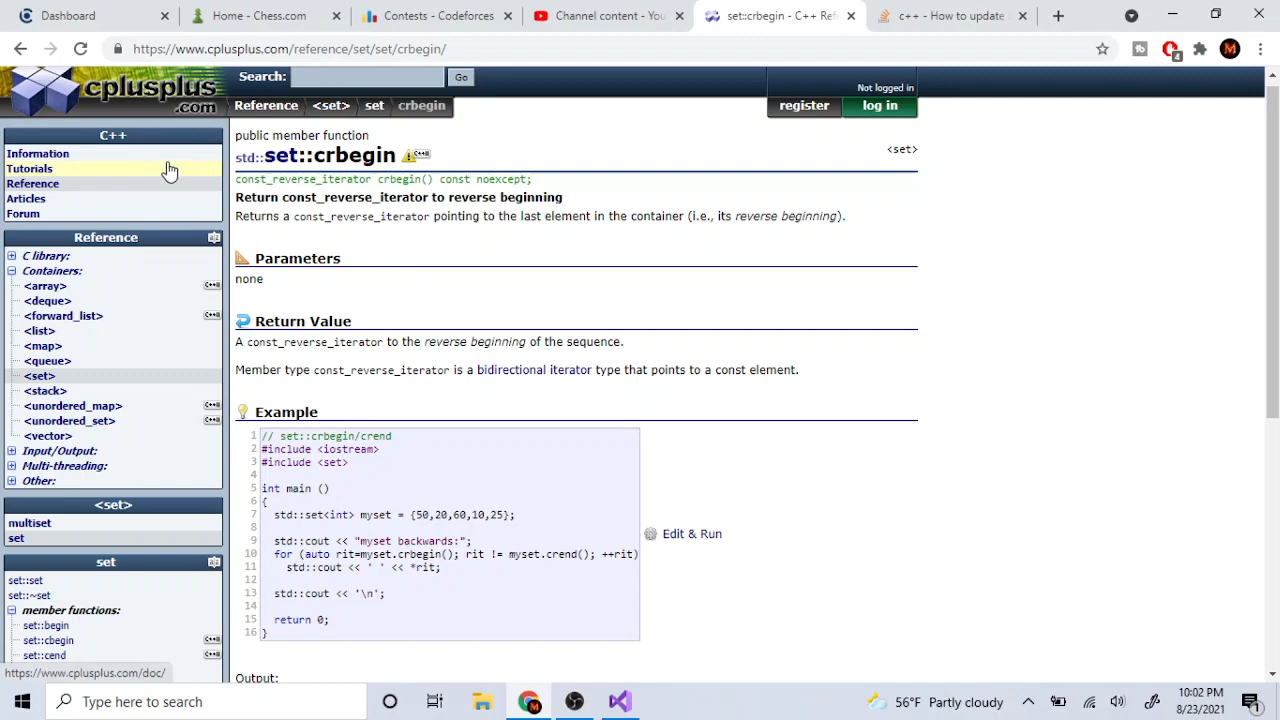 Dashboard
Home - Chess.com
Contests - Codeforces
Channel content - You
set::crbegin - C++ Ref
c++ - How to update
https://www.cplusplus.com/reference/set/set/crbegin/
M
4
cplusplus
.com
Search:
Go
Not logged in
Reference
<set>
set
crbegin
register
log in
C++
Information
Tutorials
Reference
Articles
Forum
Reference
C library:
Containers:
<array>
<deque>
<forward_list>
<list>
<map>
<queue>
<set>
<stack>
<unordered_map>
<unordered_set>
<vector>
Input/Output:
Multi-threading:
Other:
<set>
multiset
set
set
set::set
set::~set
member functions:
set::begin
set::cbegin
set::cend
https://www.cplusplus.com/doc/
public member function
<set>
std::set::crbegin
const_reverse_iterator crbegin() const noexcept;
Return const_reverse_iterator to reverse beginning
Returns a const_reverse_iterator pointing to the last element in the container (i.e., its reverse beginning).
Parameters
none
Return Value
A const_reverse_iterator to the reverse beginning of the sequence.
Member type const_reverse_iterator is a bidirectional iterator type that points to a const element.
Example
1 // set::crbegin/crend
2 #include <iostream>
3 #include <set>
4
5 int main ()
6 {
7 std::set<int> myset = {50,20,60,10,25};
8
9 std::cout << "myset backwards:";
10 for (auto rit=myset.crbegin(); rit != myset.crend(); ++rit)
11 std::cout << ' ' << *rit;
12
13 std::cout << '\n';
14
15 return 0;
16 }
Edit & Run
Output:
Type here to search
56°F Partly cloudy
10:02 PM
8/23/2021
1